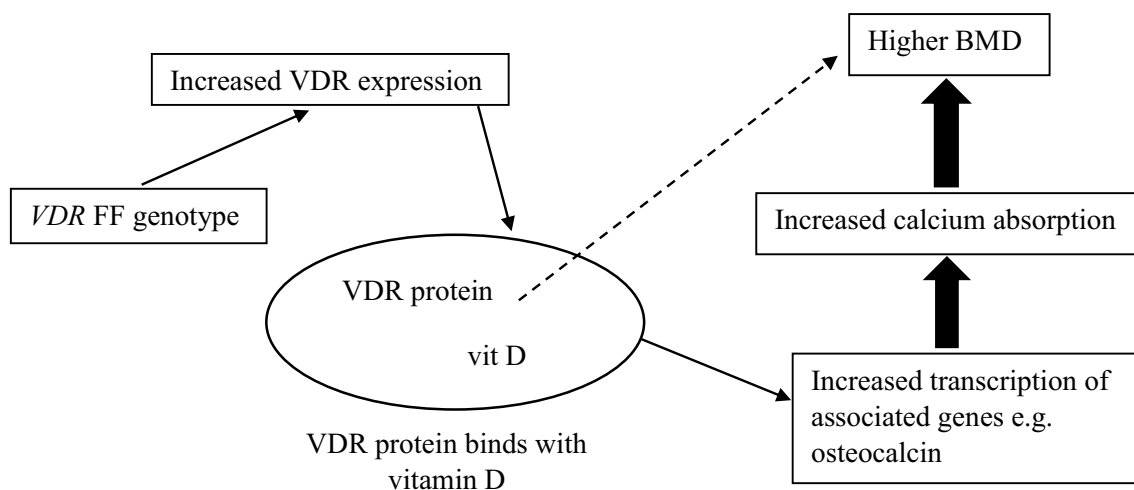 Higher BMD
Increased VDR expression
VDR FF genotype
Increased calcium absorption
VDR protein
vit D
Increased transcription of
associated genes e.g.
osteocalcin
VDR protein binds with
vitamin D